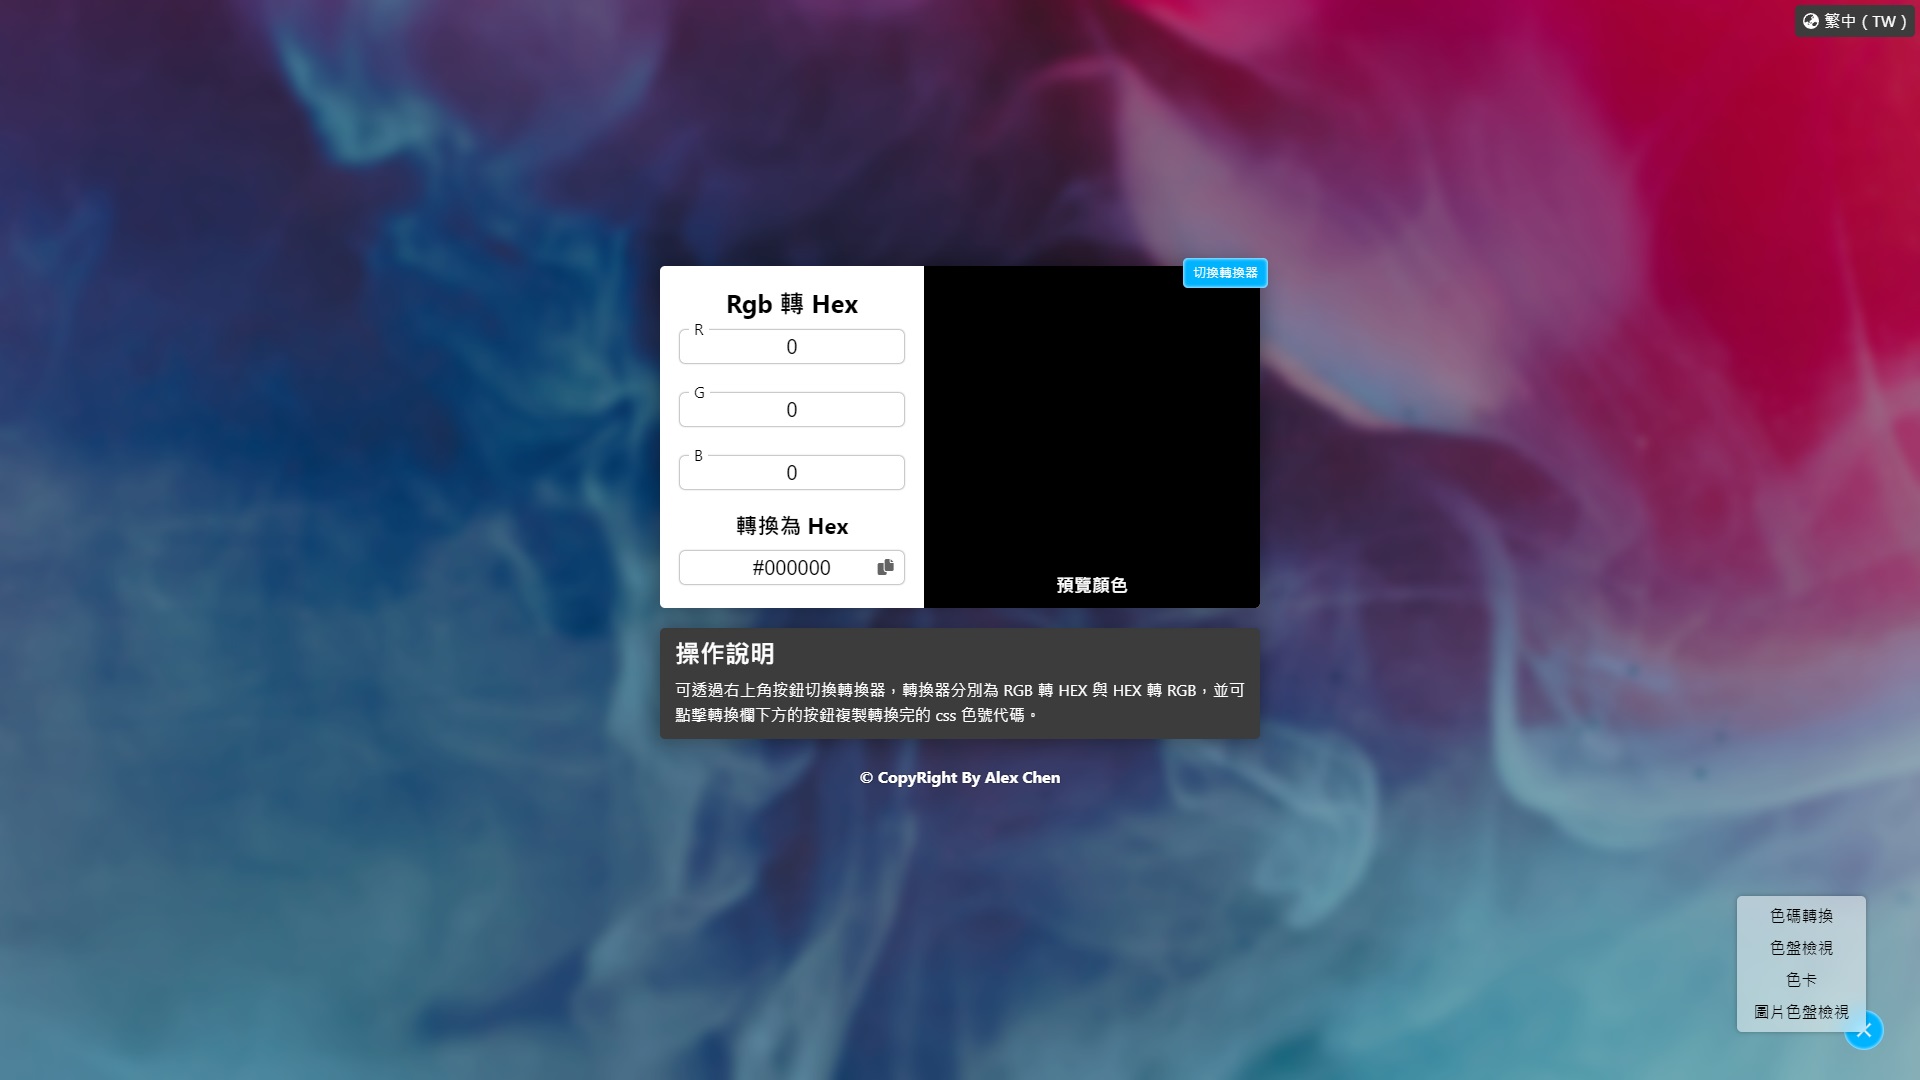 繁中 ( TW )
切換轉換器
Rgb 轉 Hex
R
0
G
0
B
0
轉換為 Hex
#000000
預覽顏色
操作說明
可透過右上角按鈕切換轉換器，轉換器分別為 RGB 轉 HEX 與 HEX 轉 RGB，並可
點擊轉換欄下方的按鈕複製轉換完的 css 色號代碼。
© CopyRight By Alex Chen
色碼轉換
色盤檢視
色卡
圖片色盤檢視